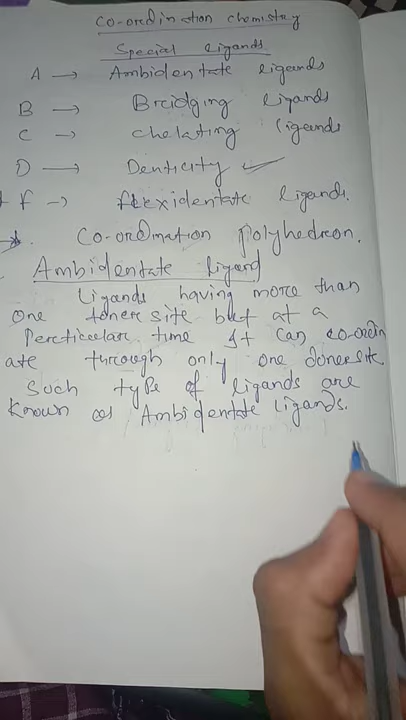 Co-ordination chemistry
Special ligands
A → Ambidentate ligands
B → Bridging ligands
C → chelating ligands
D → Denticity ✓
F → flexidentate ligands.
Co-ordination polyhedron.
Ambidentate ligand
Ligands having more than
one doner site but at a
Perticular time It can co-ordin
ate through only one doner site.
Such type of ligands are
known as Ambidentate ligands.